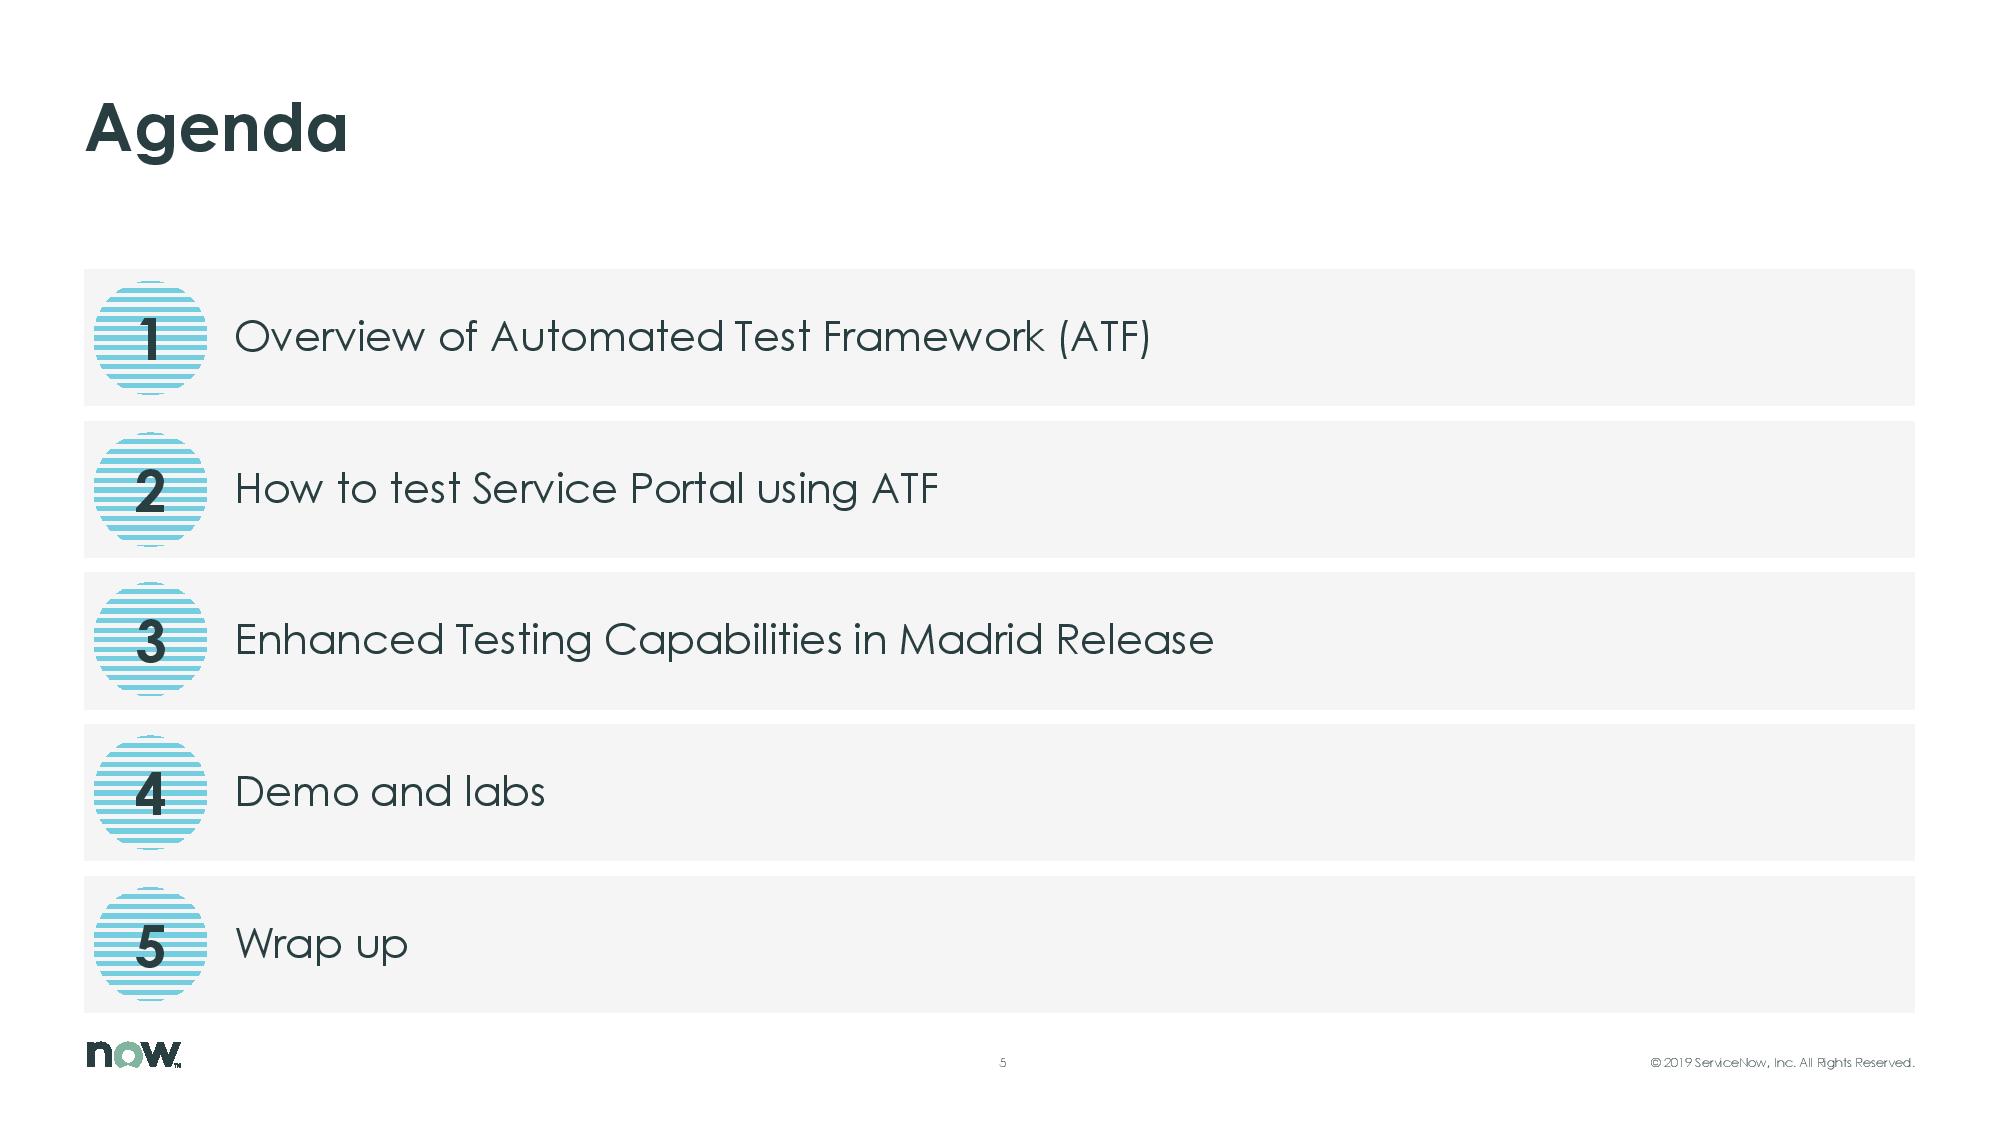 Agenda
1
Overview of Automated Test Framework (ATF)
2
How to test Service Portal using ATF
3
Enhanced Testing Capabilities in Madrid Release
4
Demo and labs
5
Wrap up
now™
5
© 2019 ServiceNow, Inc. All Rights Reserved.